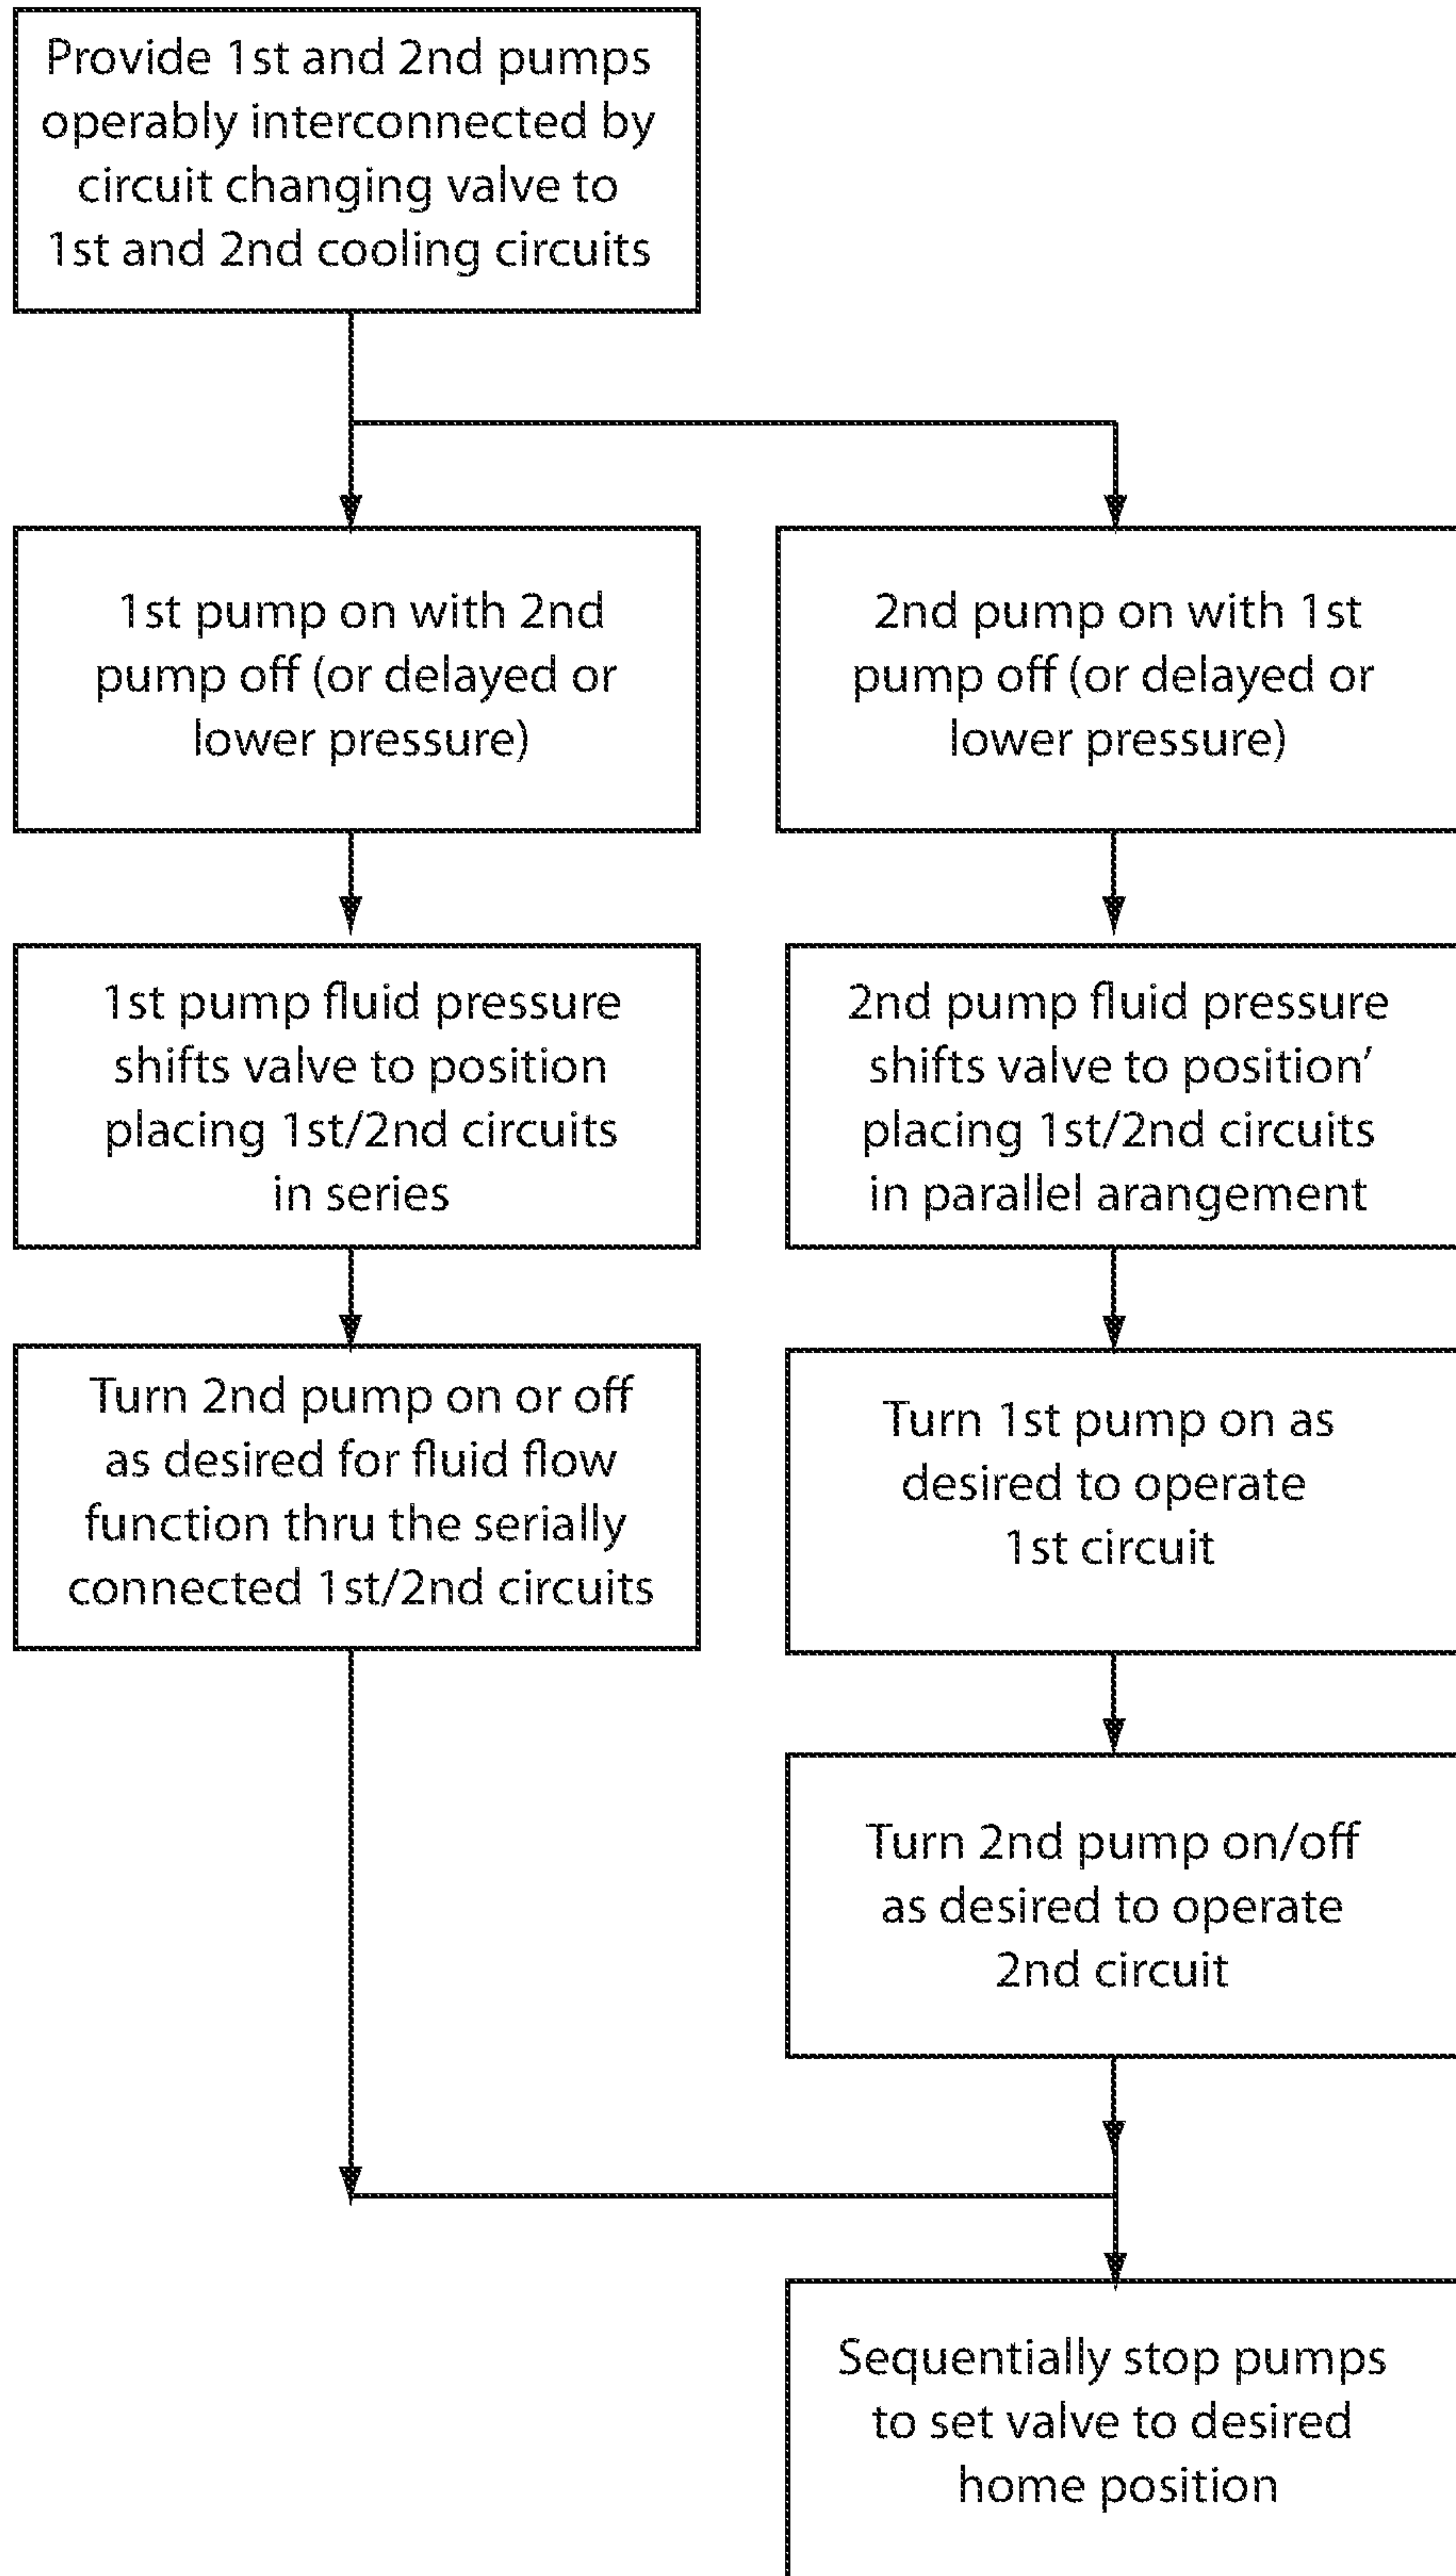 Provide 1st and 2nd pumps
operably interconnected by
circuit changing valve to
1st and 2nd cooling circuits
1st pump on with 2nd
pump off (or delayed or
lower pressure)
2nd pump on with 1st
pump off (or delayed or
lower pressure)
1st pump fluid pressure
shifts valve to position
placing 1st/2nd circuits
in series
2nd pump fluid pressure
shifts valve to position’
placing 1st/2nd circuits
in parallel arangement
Turn 2nd pump on or off
as desired for fluid flow
function thru the serially
connected 1st/2nd circuits
Turn 1st pump on as
desired to operate
1st circuit
Turn 2nd pump on/off
as desired to operate
2nd circuit
Sequentially stop pumps
to set valve to desired
home position